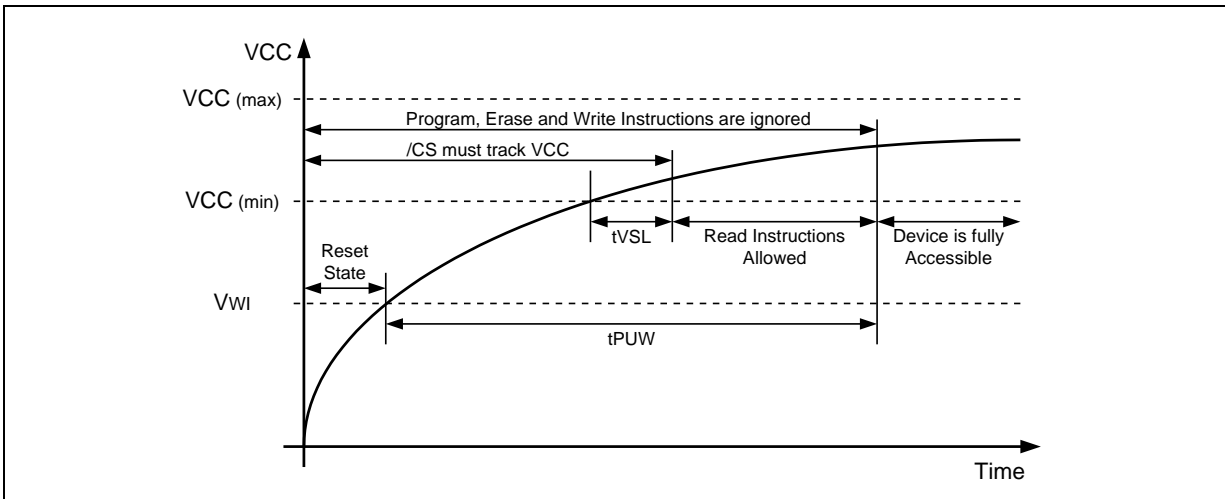 VCC
VCC (max)
Program, Erase and Write Instructions are ignored
/CS must track VCC
VCC (min)
tVSL
Read Instructions
Allowed
Device is fully
Accessible
Reset
State
VWI
tPUW
Time